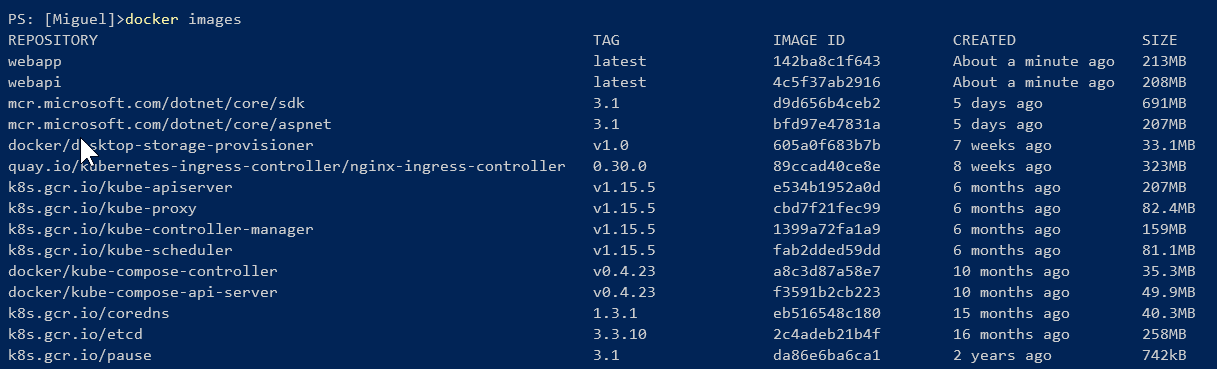 PS: [Miguel]>docker images
REPOSITORY TAG IMAGE ID CREATED SIZE
webapp latest 142ba8c1f643 About a minute ago 213MB
webapi latest 4c5f37ab2916 About a minute ago 208MB
mcr.microsoft.com/dotnet/core/sdk 3.1 d9d656b4ceb2 5 days ago 691MB
mcr.microsoft.com/dotnet/core/aspnet 3.1 bfd97e47831a 5 days ago 207MB
docker/desktop-storage-provisioner v1.0 605a0f683b7b 7 weeks ago 33.1MB
quay.io/kubernetes-ingress-controller/nginx-ingress-controller 0.30.0 89ccad40ce8e 8 weeks ago 323MB
k8s.gcr.io/kube-apiserver v1.15.5 e534b1952a0d 6 months ago 207MB
k8s.gcr.io/kube-proxy v1.15.5 cbd7f21fec99 6 months ago 82.4MB
k8s.gcr.io/kube-controller-manager v1.15.5 1399a72fa1a9 6 months ago 159MB
k8s.gcr.io/kube-scheduler v1.15.5 fab2dded59dd 6 months ago 81.1MB
docker/kube-compose-controller v0.4.23 a8c3d87a58e7 10 months ago 35.3MB
docker/kube-compose-api-server v0.4.23 f3591b2cb223 10 months ago 49.9MB
k8s.gcr.io/coredns 1.3.1 eb516548c180 15 months ago 40.3MB
k8s.gcr.io/etcd 3.3.10 2c4adeb21b4f 16 months ago 258MB
k8s.gcr.io/pause 3.1 da86e6ba6ca1 2 years ago 742kB